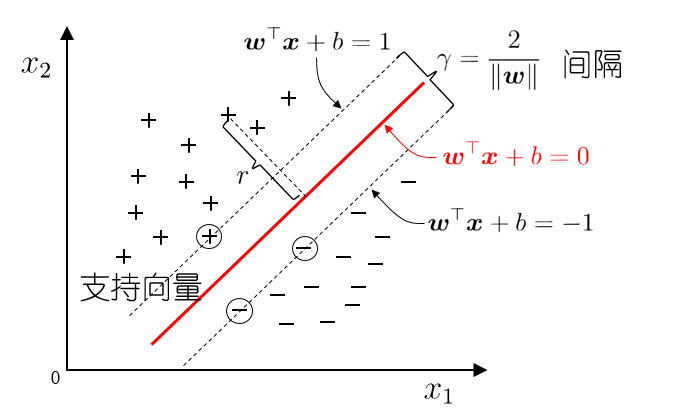 x₂
w⊤x + b = 1
γ = 2/‖w‖ 间隔
w⊤x + b = 0
r
w⊤x + b = −1
支持向量
0
x₁